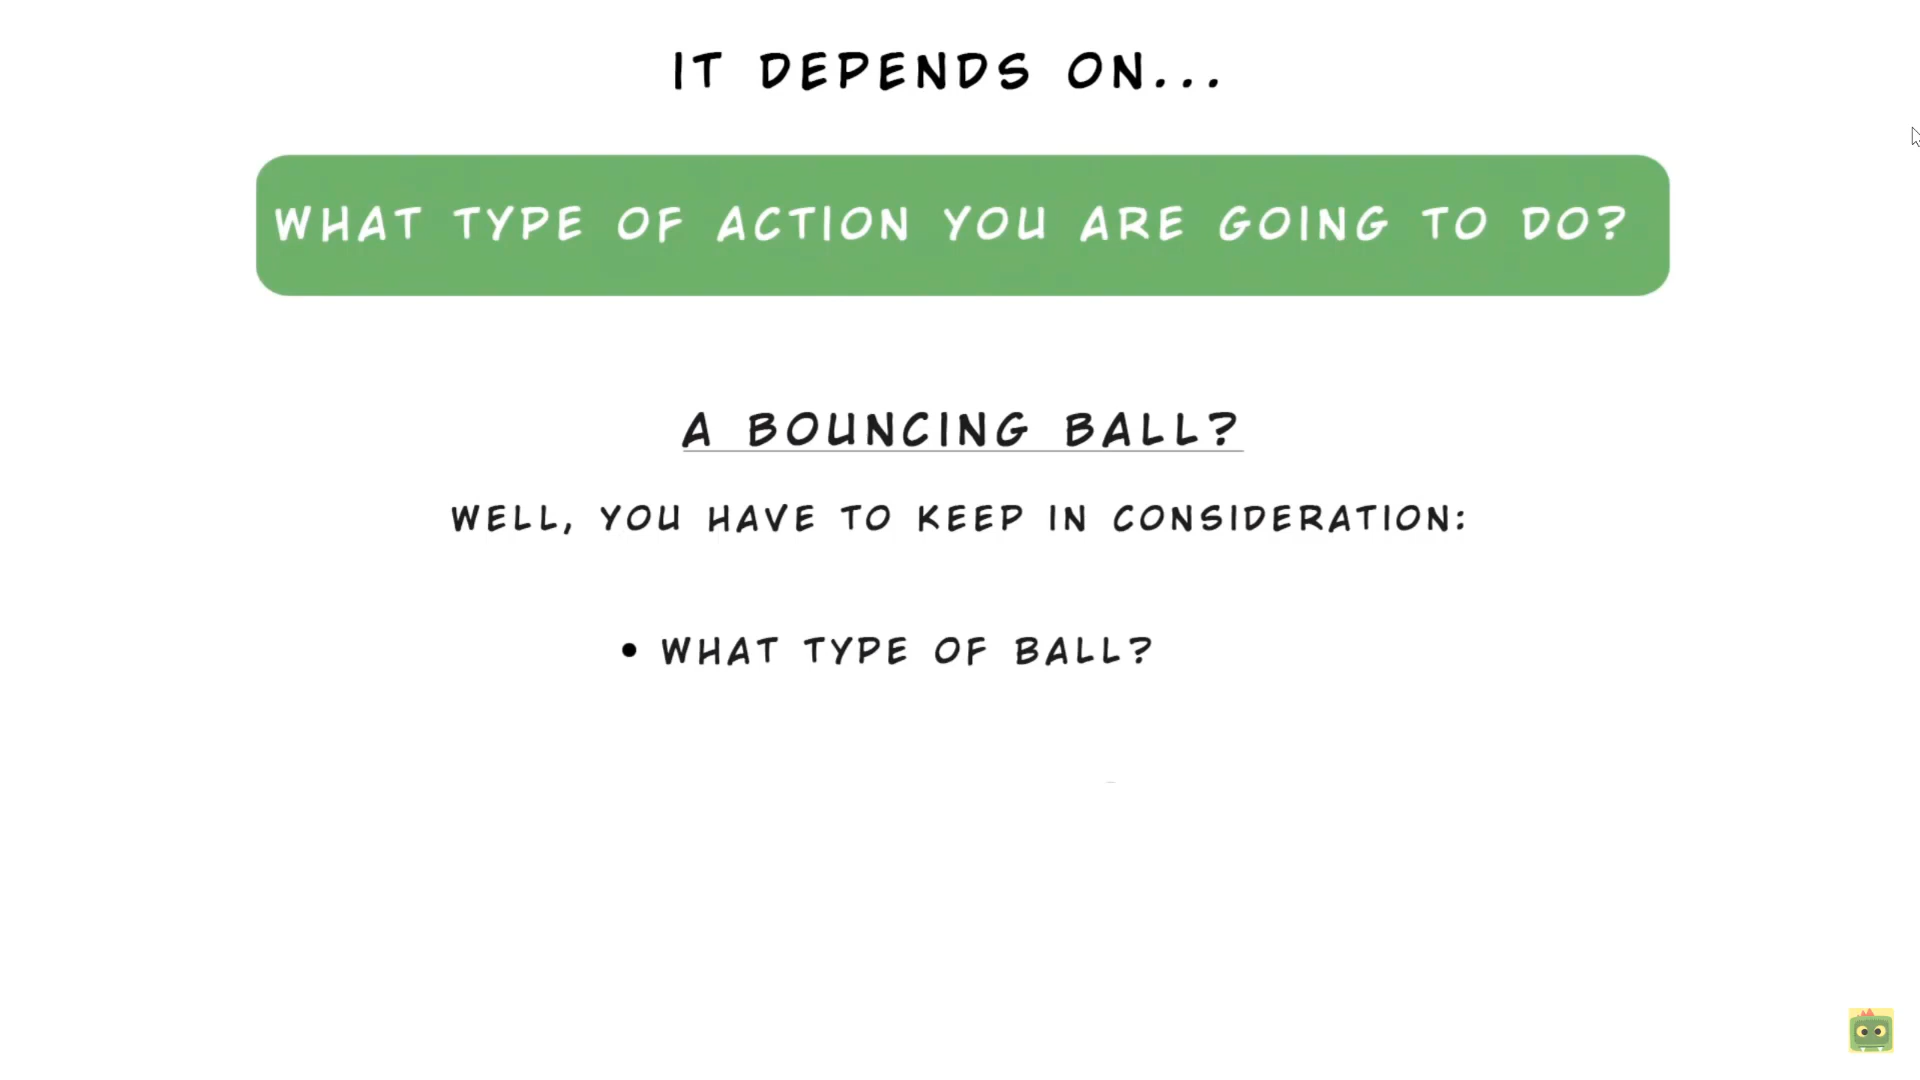 IT DEPENDS ON...
WHAT TYPE OF ACTION YOU ARE GOING TO DO?
A BOUNCING BALL?
WELL, YOU HAVE TO KEEP IN CONSIDERATION:
• WHAT TYPE OF BALL?